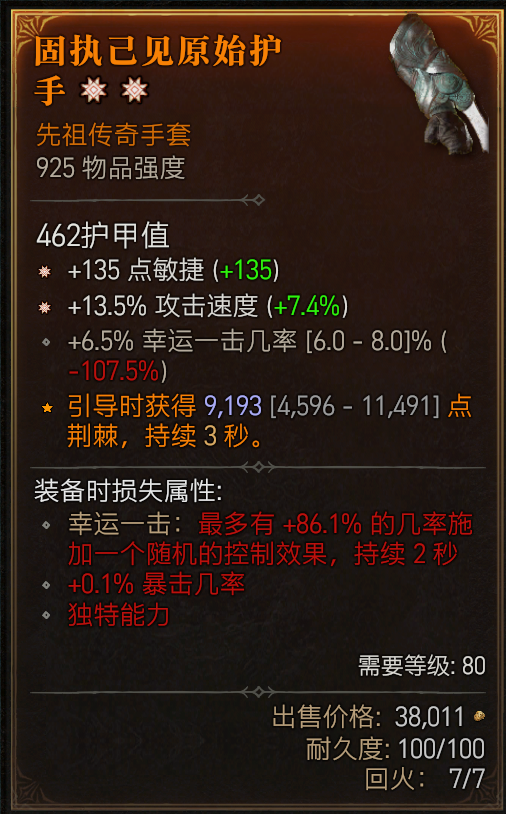 固执己见原始护
手
先祖传奇手套
925 物品强度
462护甲值
+135 点敏捷 (+135)
+13.5% 攻击速度 (+7.4%)
+6.5% 幸运一击几率 [6.0 - 8.0]% (
-107.5%)
引导时获得 9,193 [4,596 - 11,491] 点
荆棘，持续 3 秒。
装备时损失属性:
幸运一击：最多有 +86.1% 的几率施
加一个随机的控制效果，持续 2 秒
+0.1% 暴击几率
独特能力
需要等级: 80
出售价格: 38,011
耐久度: 100/100
回火： 7/7